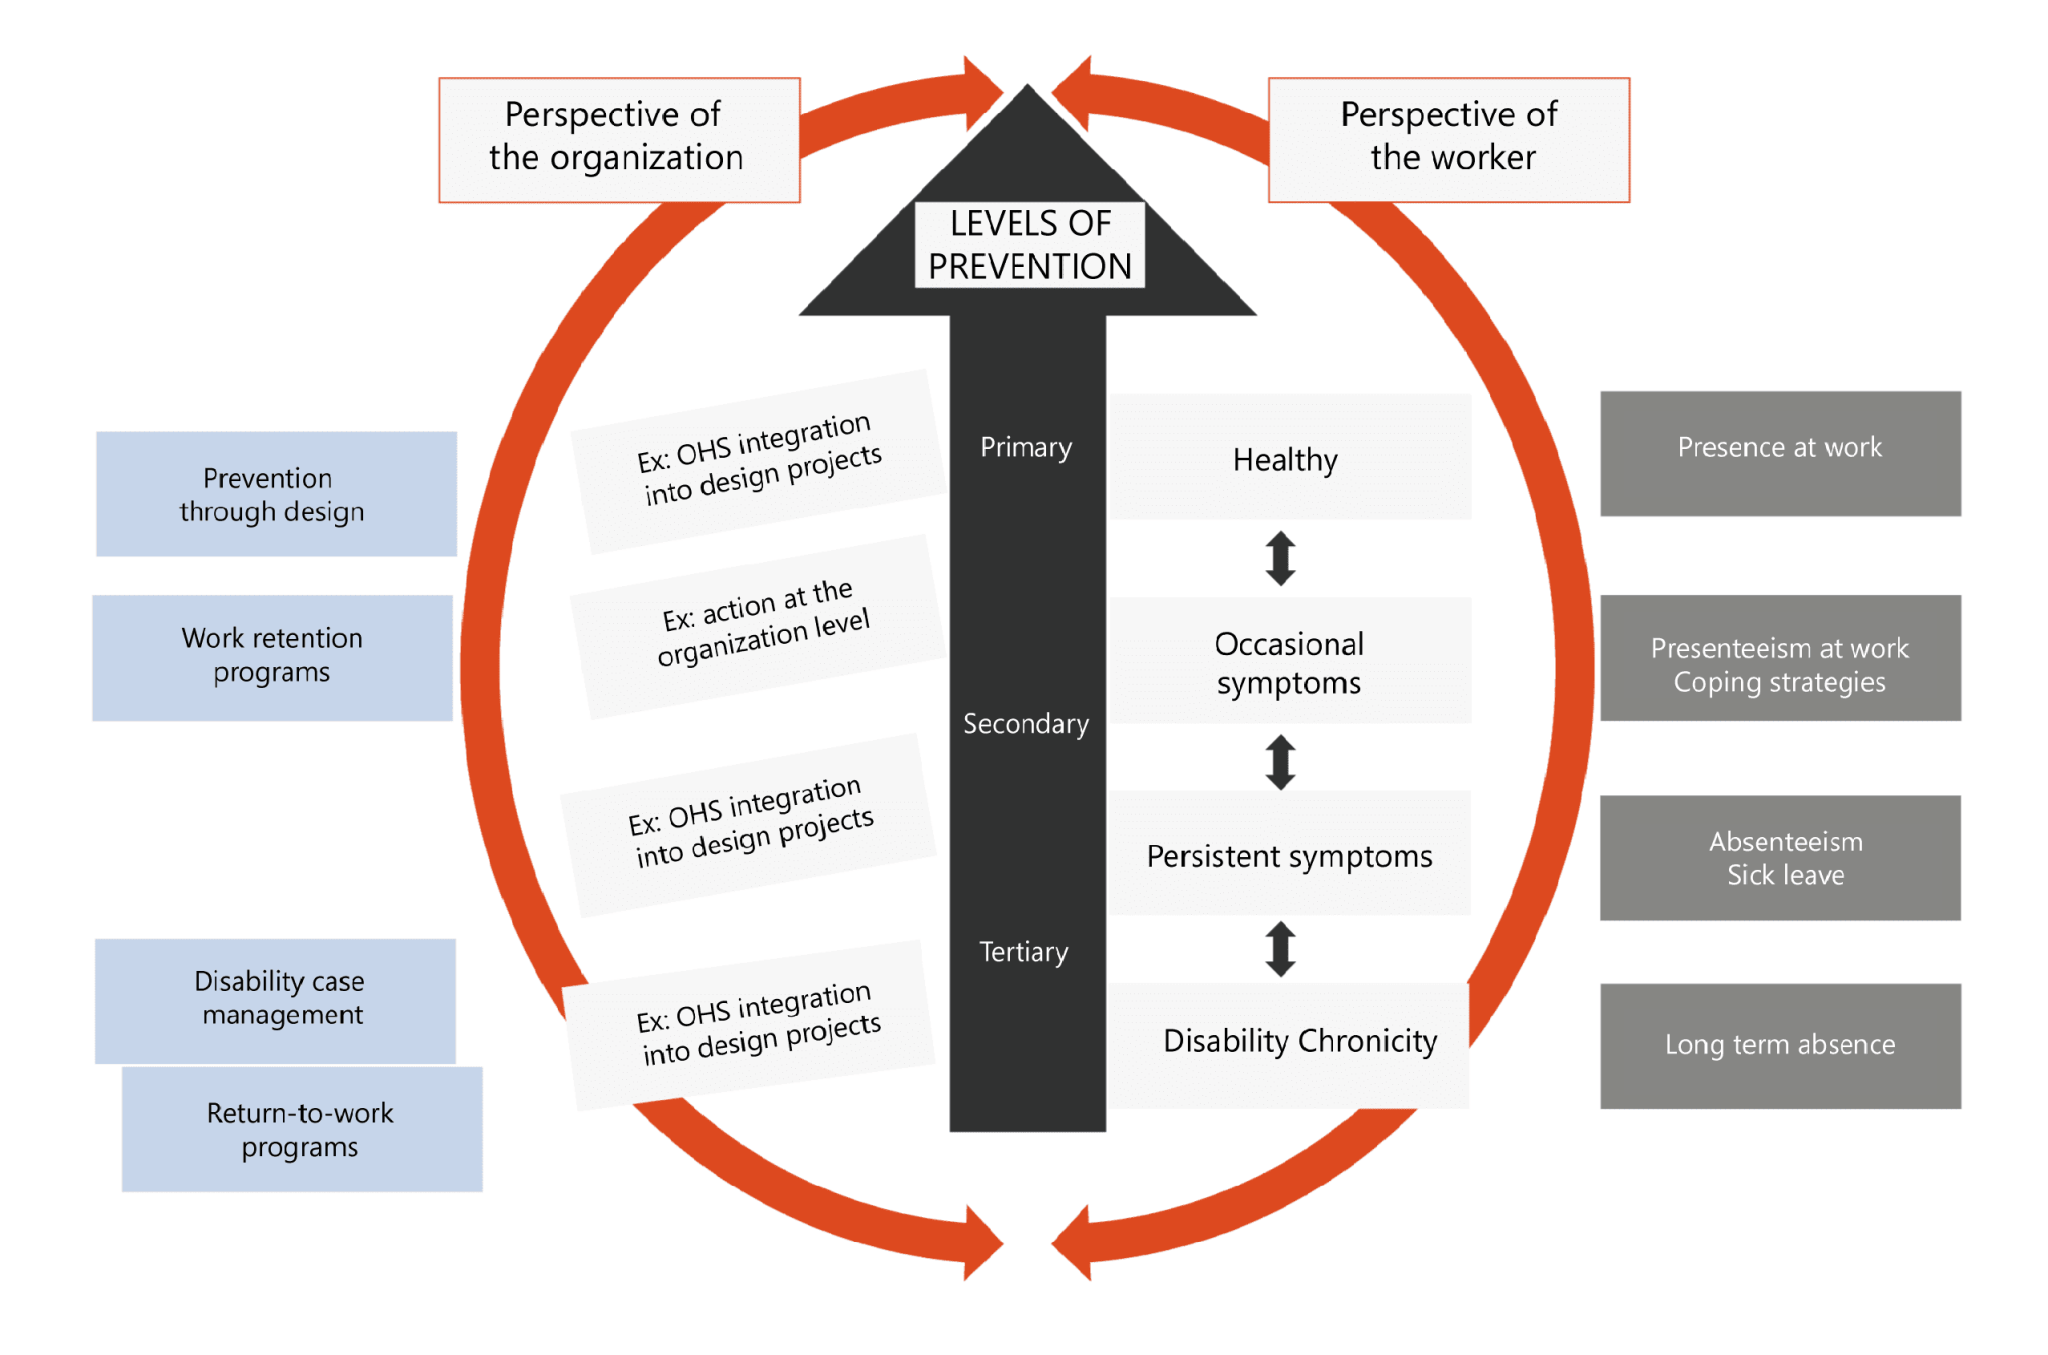 Perspective of
the organization
Perspective of
the worker
LEVELS OF
PREVENTION
Prevention
through design
Ex: OHS integration
into design projects
Primary
Healthy
Presence at work
Work retention
programs
Ex: action at the
organization level
Secondary
Occasional
symptoms
Presenteeism at work
Coping strategies
Ex: OHS integration
into design projects
Persistent symptoms
Absenteeism
Sick leave
Disability case
management
Return-to-work
programs
Ex: OHS integration
into design projects
Tertiary
Disability Chronicity
Long term absence